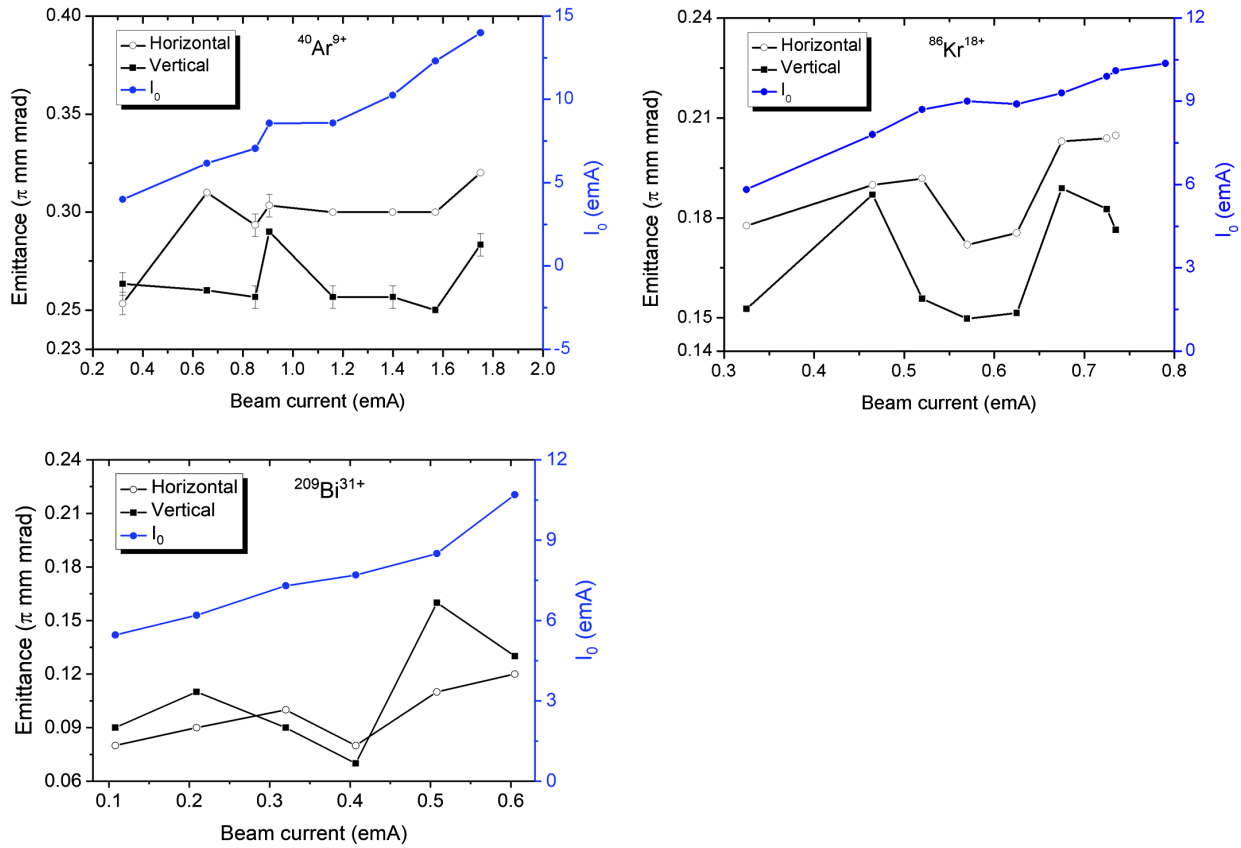 ⁴⁰Ar⁹⁺
Horizontal
Vertical
I₀
Emittance (π mm mrad)
0.40
0.35
0.30
0.25
0.23
15
10
5
0
-5
I₀ (emA)
0.2 0.4 0.6 0.8 1.0 1.2 1.4 1.6 1.8 2.0
Beam current (emA)
⁸⁶Kr¹⁸⁺
Horizontal
Vertical
I₀
Emittance (π mm mrad)
0.24
0.21
0.18
0.15
0.14
12
9
6
3
0
I₀ (emA)
0.3 0.4 0.5 0.6 0.7 0.8
Beam current (emA)
²⁰⁹Bi³¹⁺
Horizontal
Vertical
I₀
Emittance (π mm mrad)
0.24
0.21
0.18
0.15
0.12
0.09
0.06
12
9
6
3
0
I₀ (emA)
0.1 0.2 0.3 0.4 0.5 0.6
Beam current (emA)